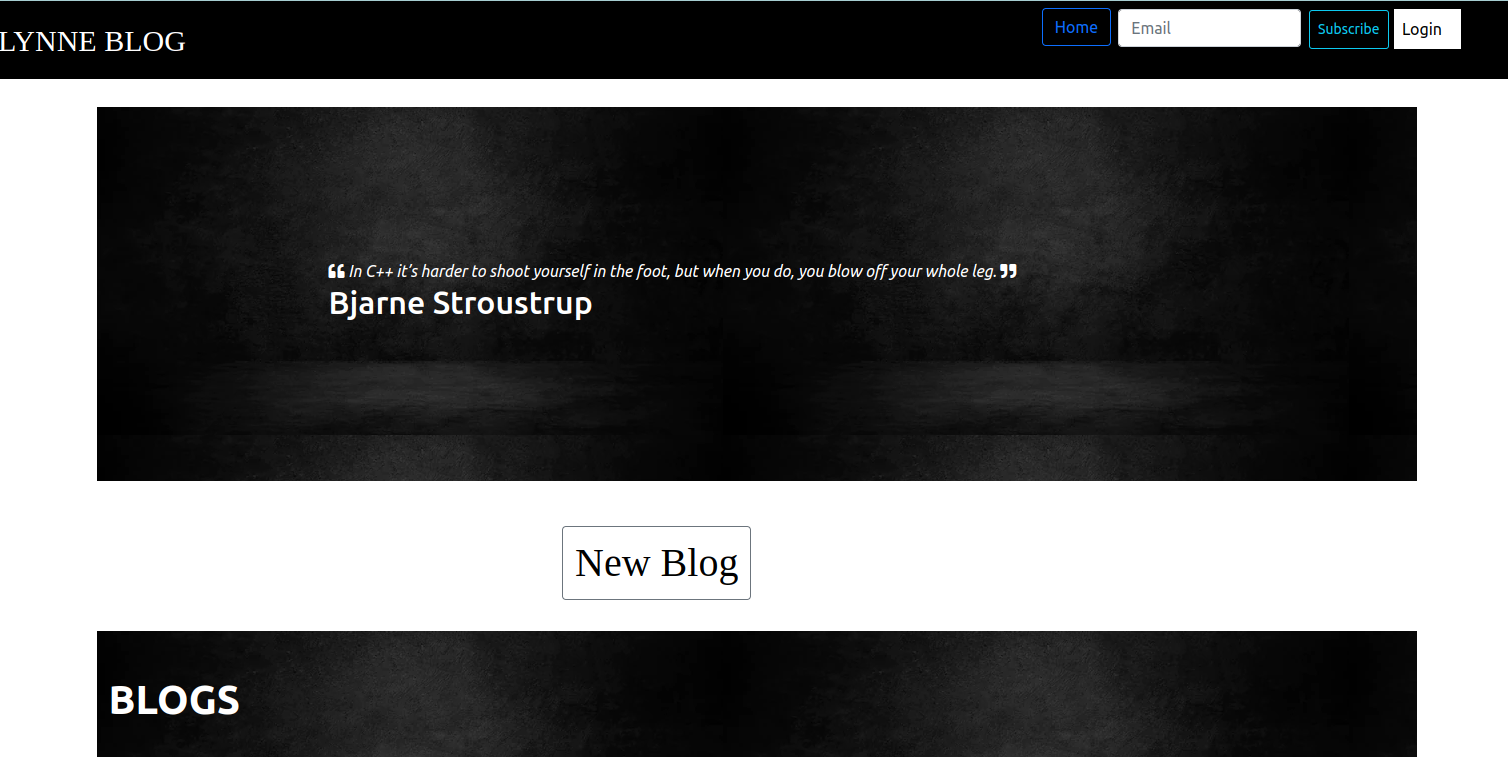 LYNNE BLOG
Home
Email
Subscribe
Login
❝ In C++ it’s harder to shoot yourself in the foot, but when you do, you blow off your whole leg. ❞
Bjarne Stroustrup
New Blog
BLOGS